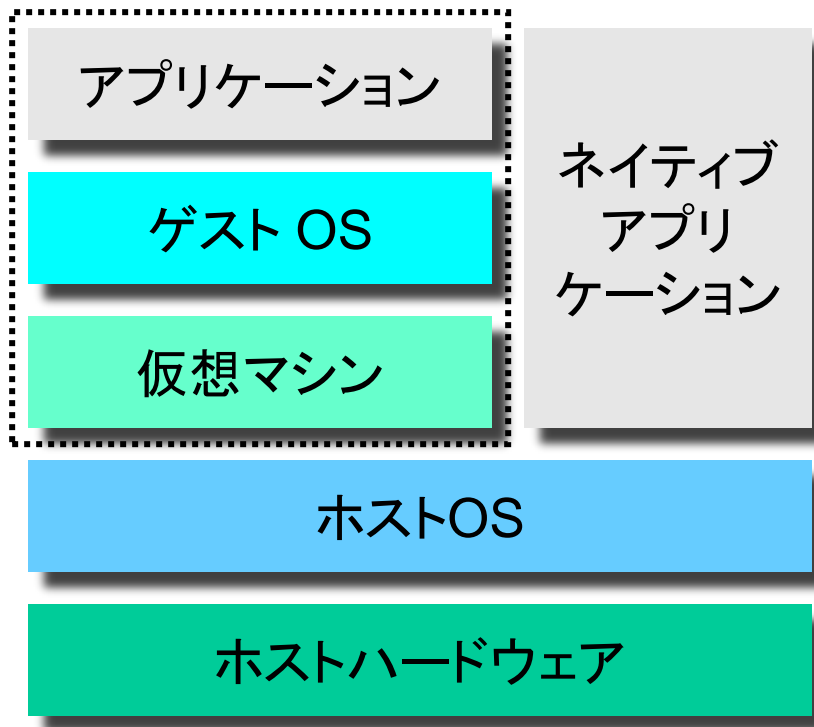 アプリケーション
ゲスト OS
仮想マシン
ネイティブ
アプリ
ケーション
ホストOS
ホストハードウェア